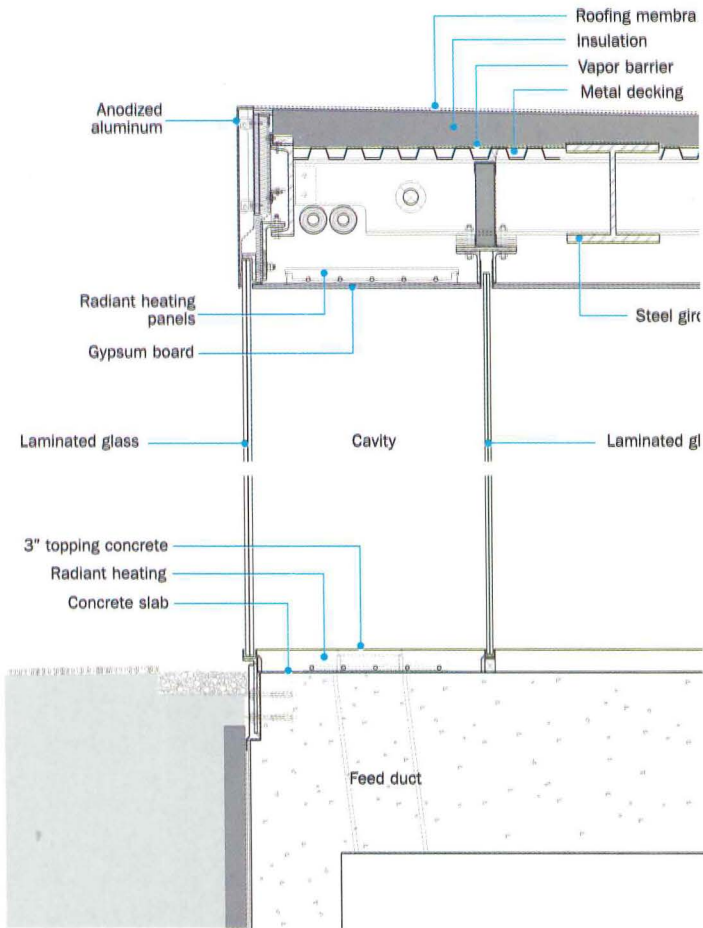 Roofing membra
Insulation
Vapor barrier
Metal decking
Anodized
aluminum
Radiant heating
panels
Steel gir
Gypsum board
Laminated glass
Cavity
Laminated gl
3" topping concrete
Radiant heating
Concrete slab
Feed duct